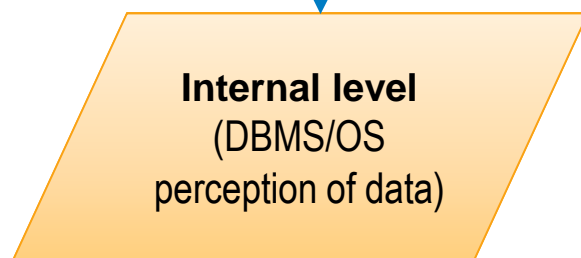 Internal level
(DBMS/OS
perception of data)